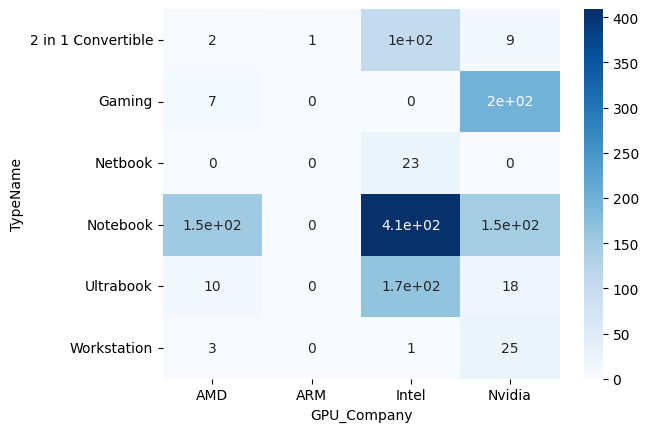 2 in 1 Convertible 2 1 1e+02 9
Gaming 7 0 0 2e+02
Netbook 0 0 23 0
Notebook 1.5e+02 0 4.1e+02 1.5e+02
Ultrabook 10 0 1.7e+02 18
Workstation 3 0 1 25
AMD ARM Intel Nvidia
GPU_Company
TypeName
400
350
300
250
200
150
100
50
0